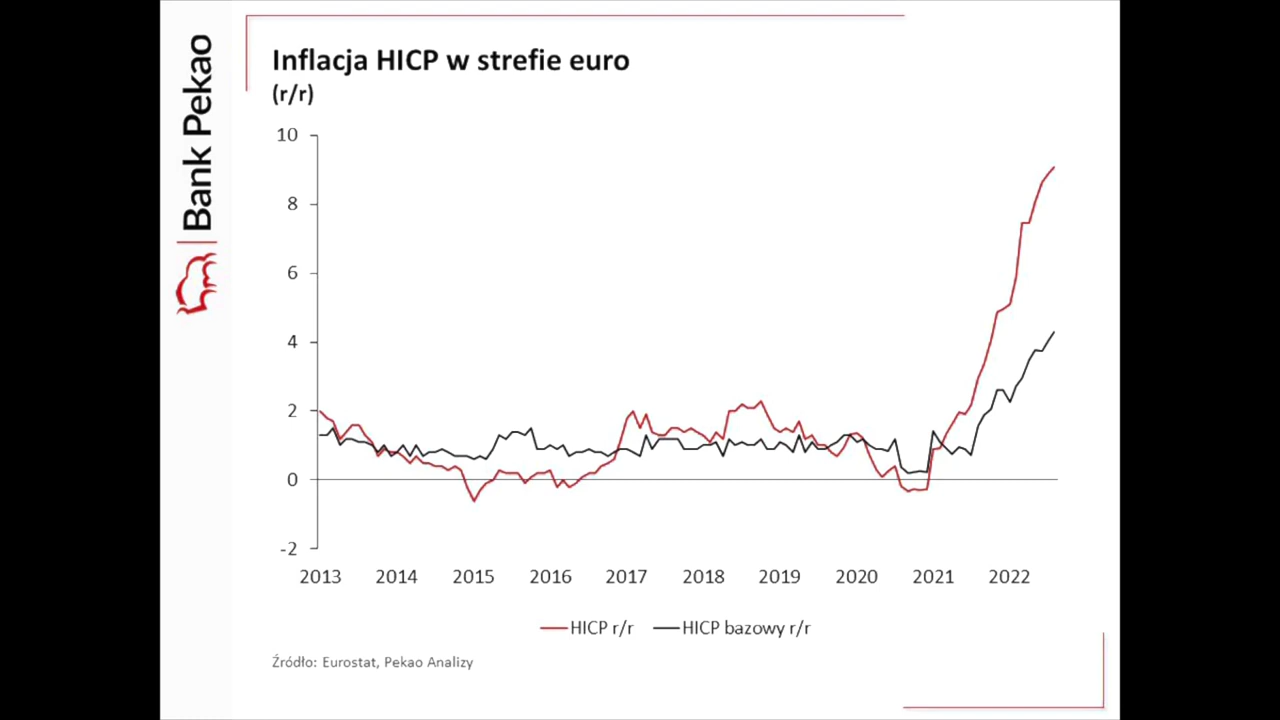 Bank Pekao
Inflacja HICP w strefie euro
(r/r)
10
8
6
4
2
0
-2
2013 2014 2015 2016 2017 2018 2019 2020 2021 2022
HICP r/r HICP bazowy r/r
Źródło: Eurostat, Pekao Analizy